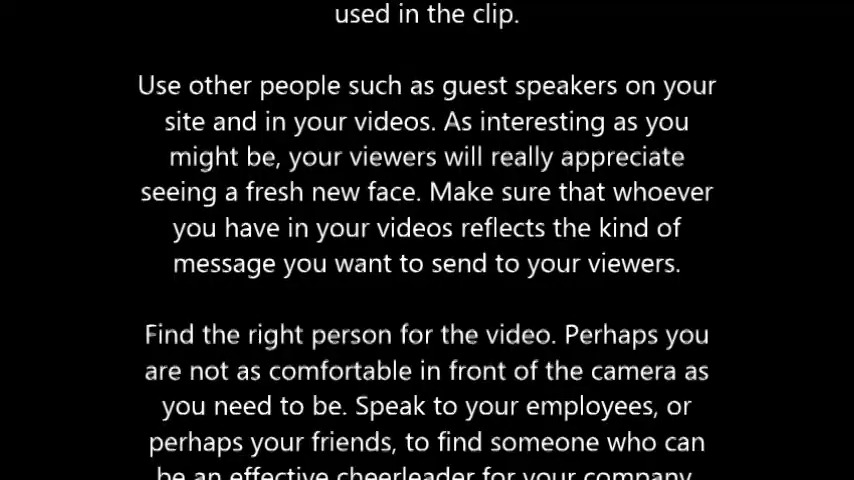 used in the clip.
Use other people such as guest speakers on your
site and in your videos. As interesting as you
might be, your viewers will really appreciate
seeing a fresh new face. Make sure that whoever
you have in your videos reflects the kind of
message you want to send to your viewers.
Find the right person for the video. Perhaps you
are not as comfortable in front of the camera as
you need to be. Speak to your employees, or
perhaps your friends, to find someone who can
be an effective cheerleader for your company.